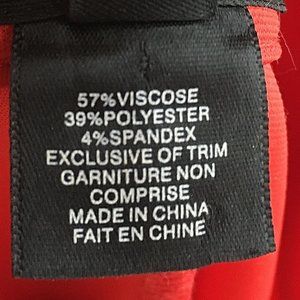 57%VISCOSE
39%POLYESTER
4%SPANDEX
EXCLUSIVE OF TRIM
GARNITURE NON
COMPRISE
MADE IN CHINA
FAIT EN CHINE